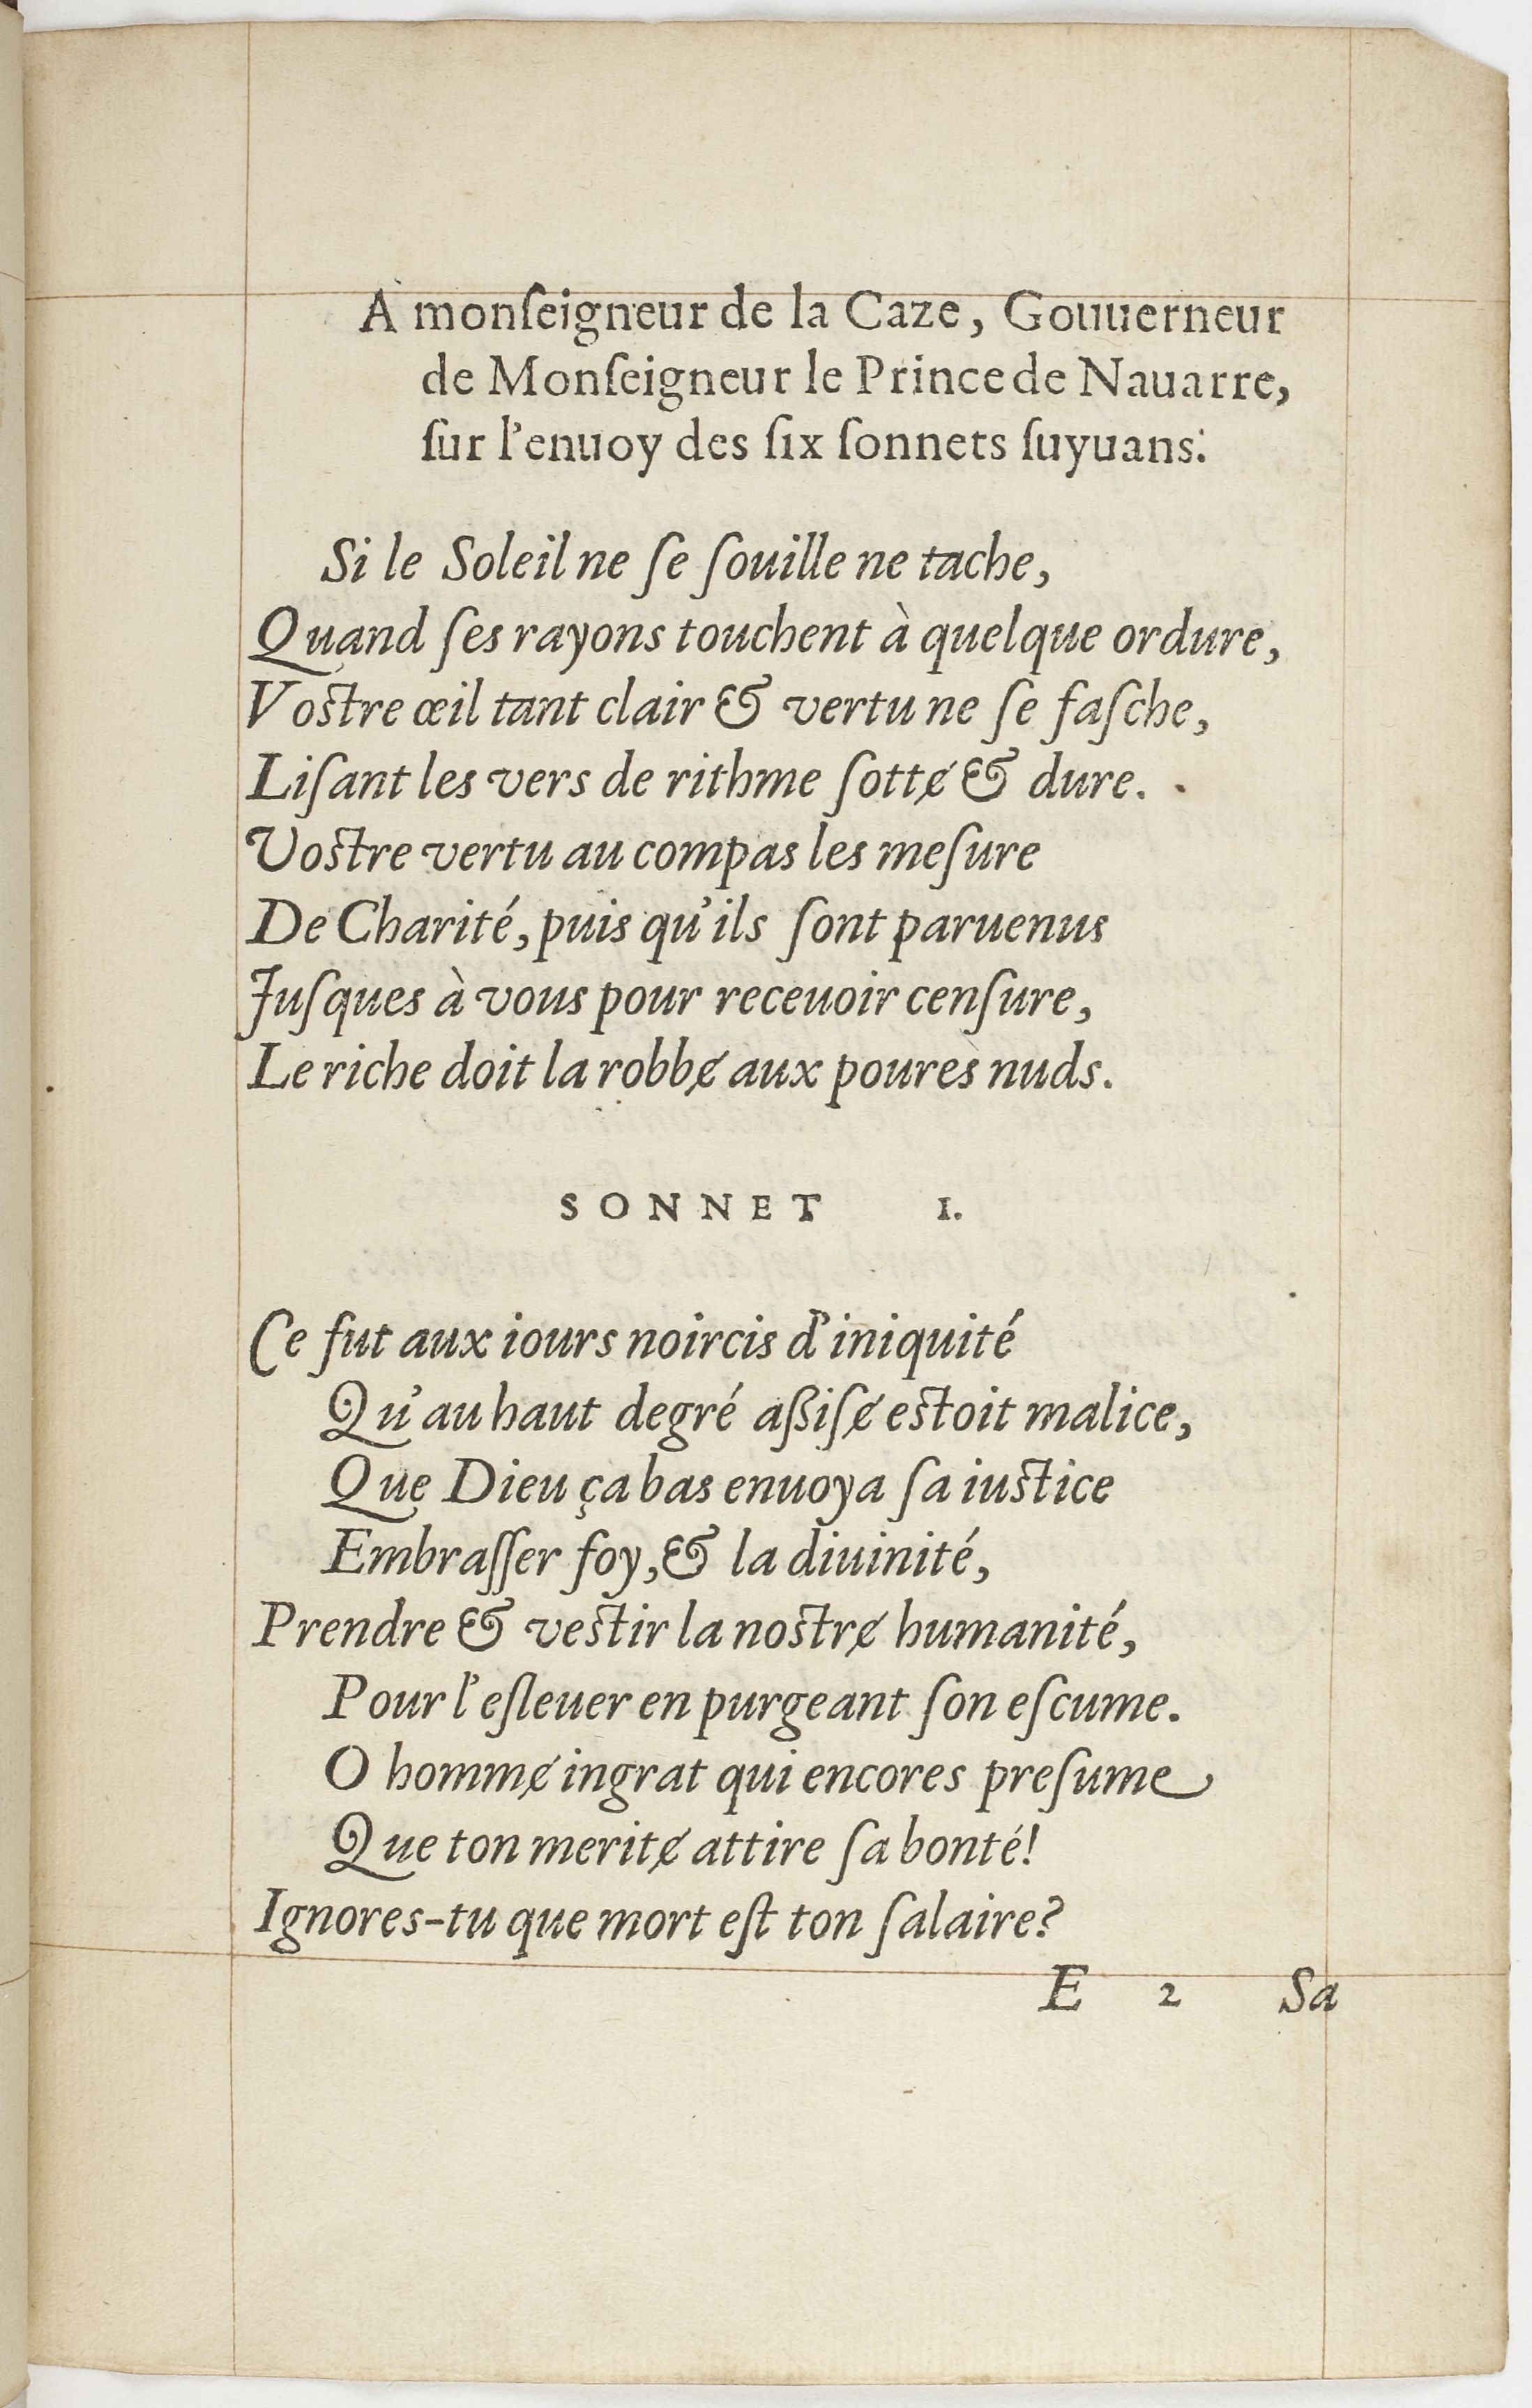 A monſeigneur de la Caze, Gouuerneur
de Monſeigneur le Prince de Nauarre,
ſur l'enuoy des ſix ſonnets ſuyuans.
Si le Soleil ne ſe ſouille ne tache,
Quand ſes rayons touchent à quelque ordure,
Voſtre œil tant clair & vertu ne ſe faſche,
Liſant les vers de rithme ſottɇ & dure.
Voſtre vertu au compas les meſure
De Charité, puis qu'ils ſont paruenus
Juſques à vous pour receuoir cenſure,
Le riche doit la robbɇ aux poures nuds.
SONNET I.
Ce fut aux iours noircis d'iniquité
Qu'au haut degré aßiſɇ eſtoit malice,
Que Dieu ça bas enuoya ſa iuſtice
Embraſſer foy, & la diuinité,
Prendre & veſtir la noſtrɇ humanité,
Pour l'eſleuer en purgeant ſon eſcume.
O hommɇ ingrat qui encores preſume
Que ton meritɇ attire ſa bonté!
Ignores-tu que mort eſt ton ſalaire?
E 2 Sa